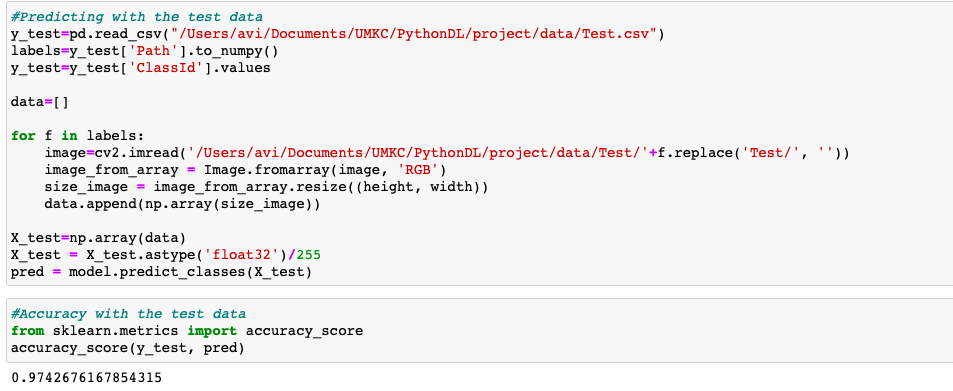 #Predicting with the test data
y_test=pd.read_csv("/Users/avi/Documents/UMKC/PythonDL/project/data/Test.csv")
labels=y_test['Path'].to_numpy()
y_test=y_test['ClassId'].values
data=[]
for f in labels:
    image=cv2.imread('/Users/avi/Documents/UMKC/PythonDL/project/data/Test/'+f.replace('Test/', ''))
    image_from_array = Image.fromarray(image, 'RGB')
    size_image = image_from_array.resize((height, width))
    data.append(np.array(size_image))
X_test=np.array(data)
X_test = X_test.astype('float32')/255
pred = model.predict_classes(X_test)
#Accuracy with the test data
from sklearn.metrics import accuracy_score
accuracy_score(y_test, pred)
0.9742676167854315